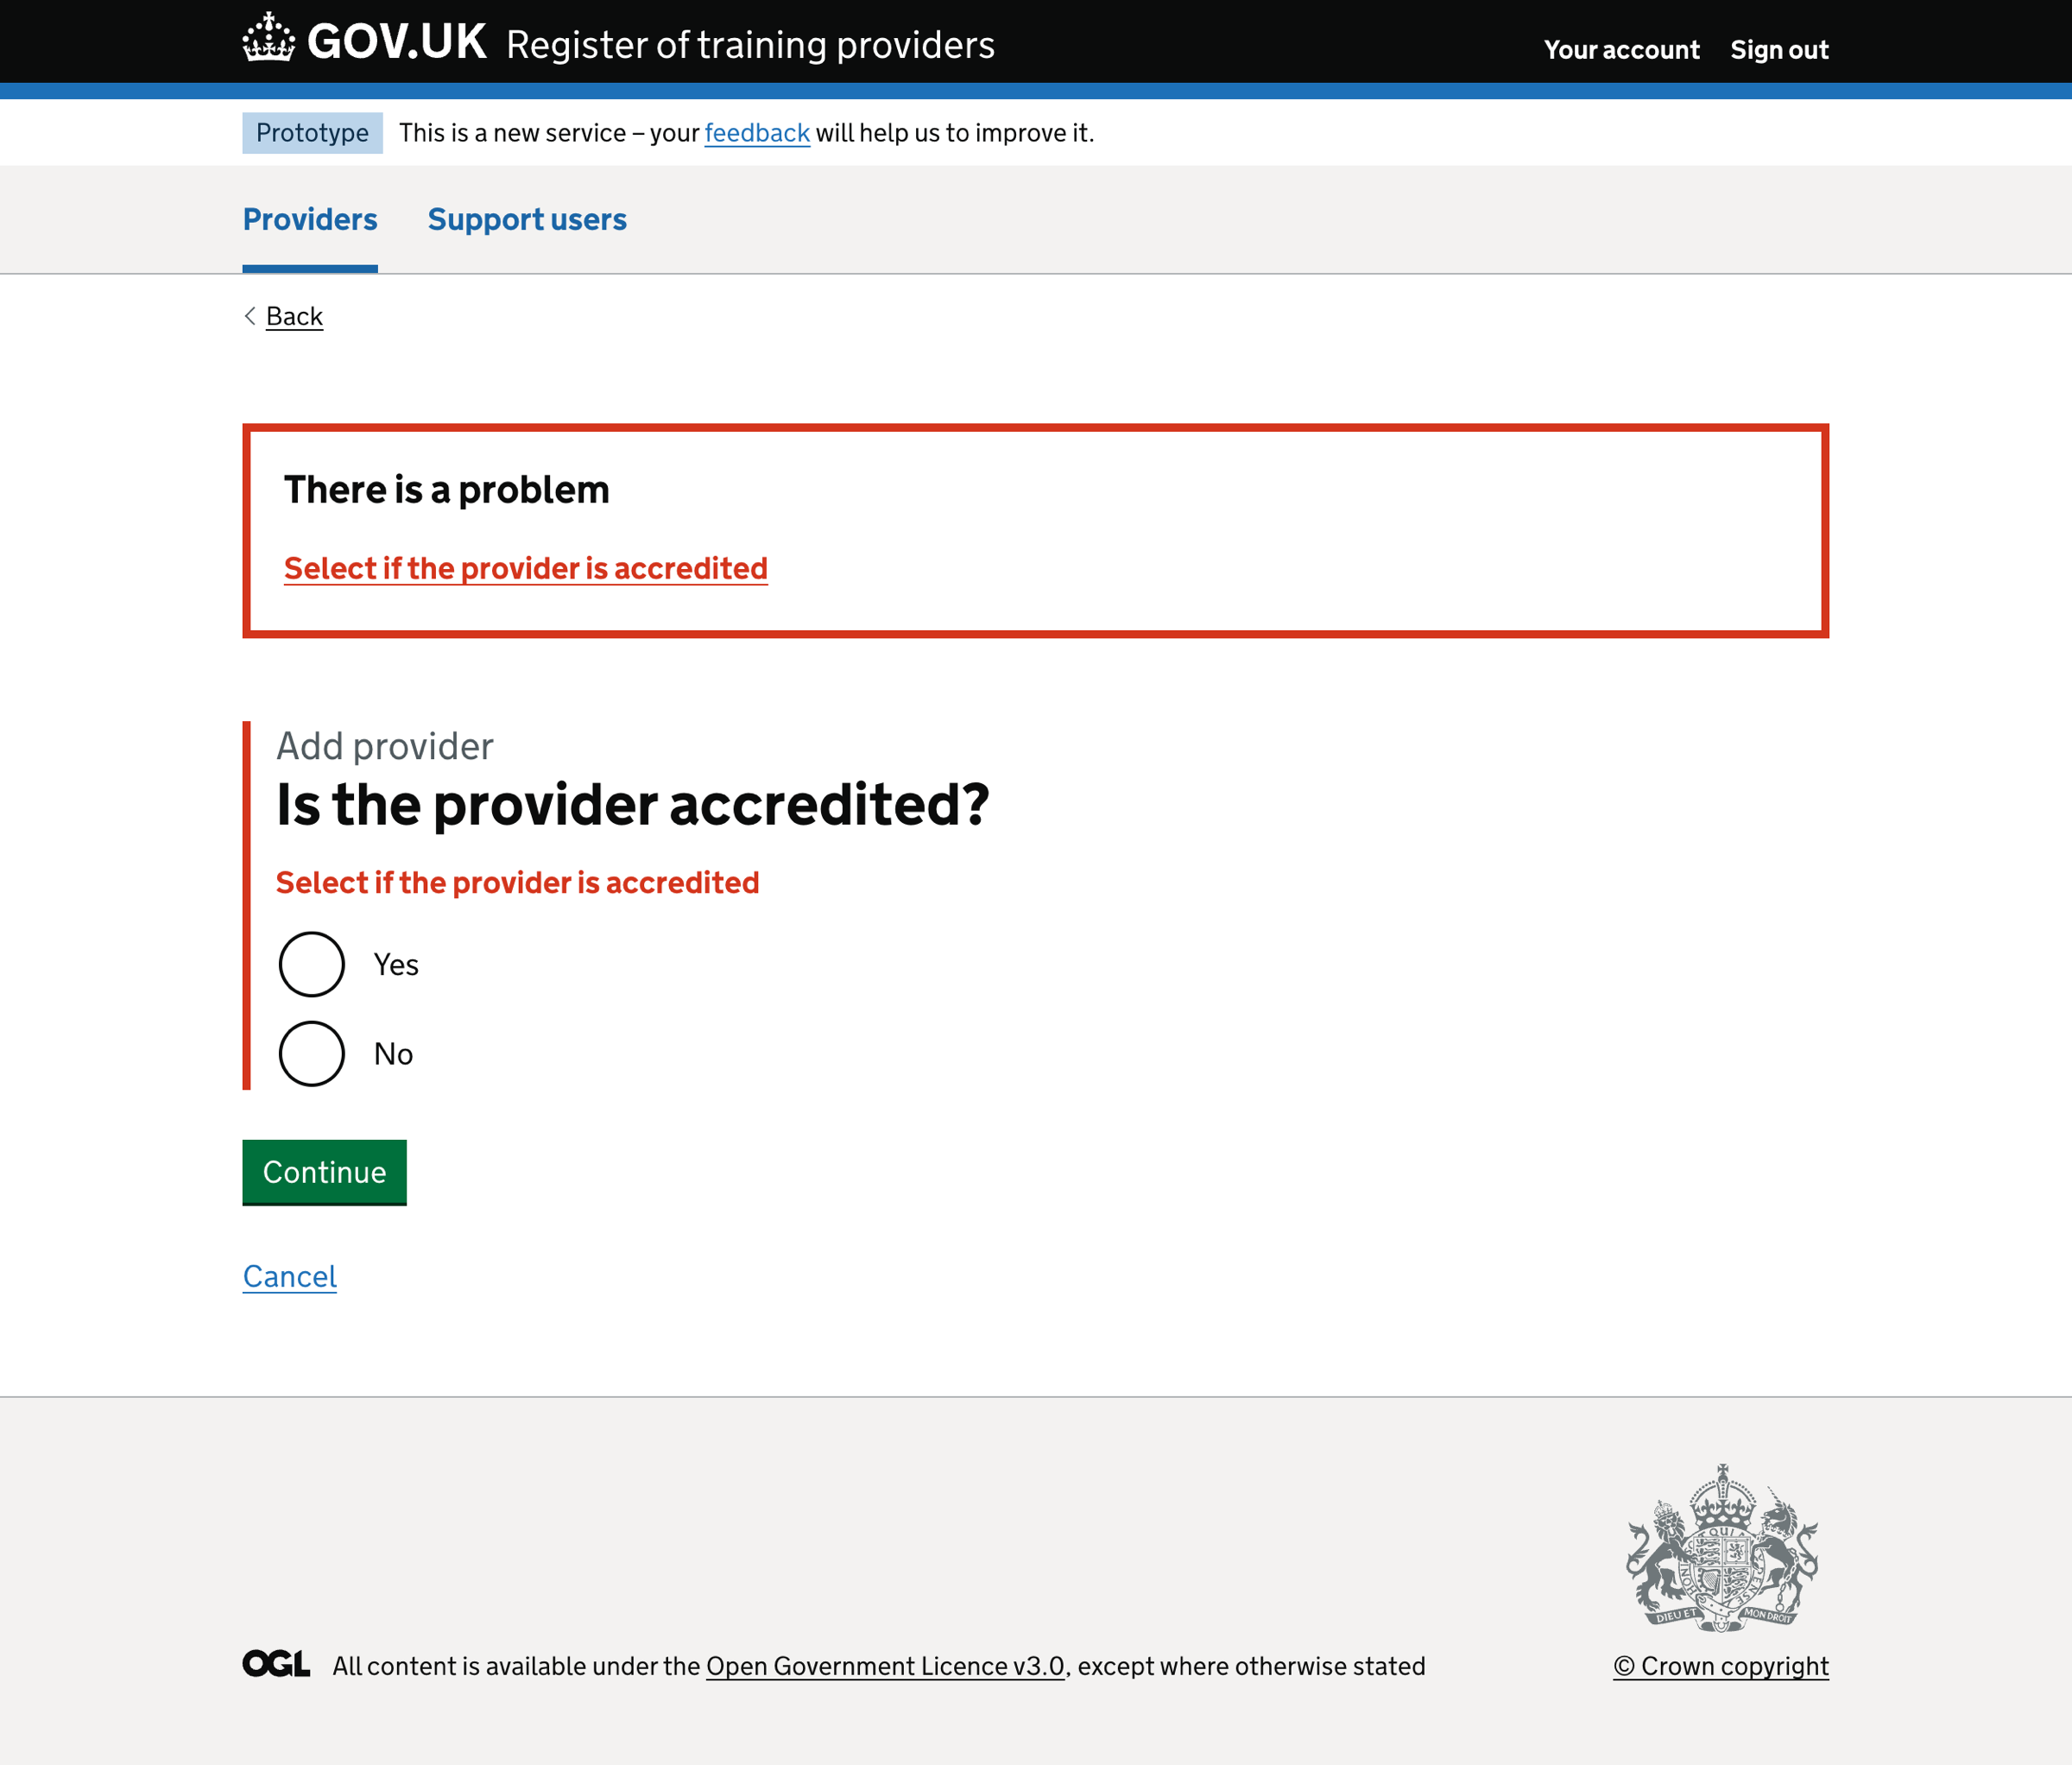 GOV.UK Register of training providers
Your account Sign out
Prototype This is a new service – your feedback will help us to improve it.
Providers Support users
Back
There is a problem
Select if the provider is accredited
Add provider
Is the provider accredited?
Select if the provider is accredited
Yes
No
Continue
Cancel
DIEU ET MON DROIT
OGL All content is available under the Open Government Licence v3.0, except where otherwise stated
© Crown copyright